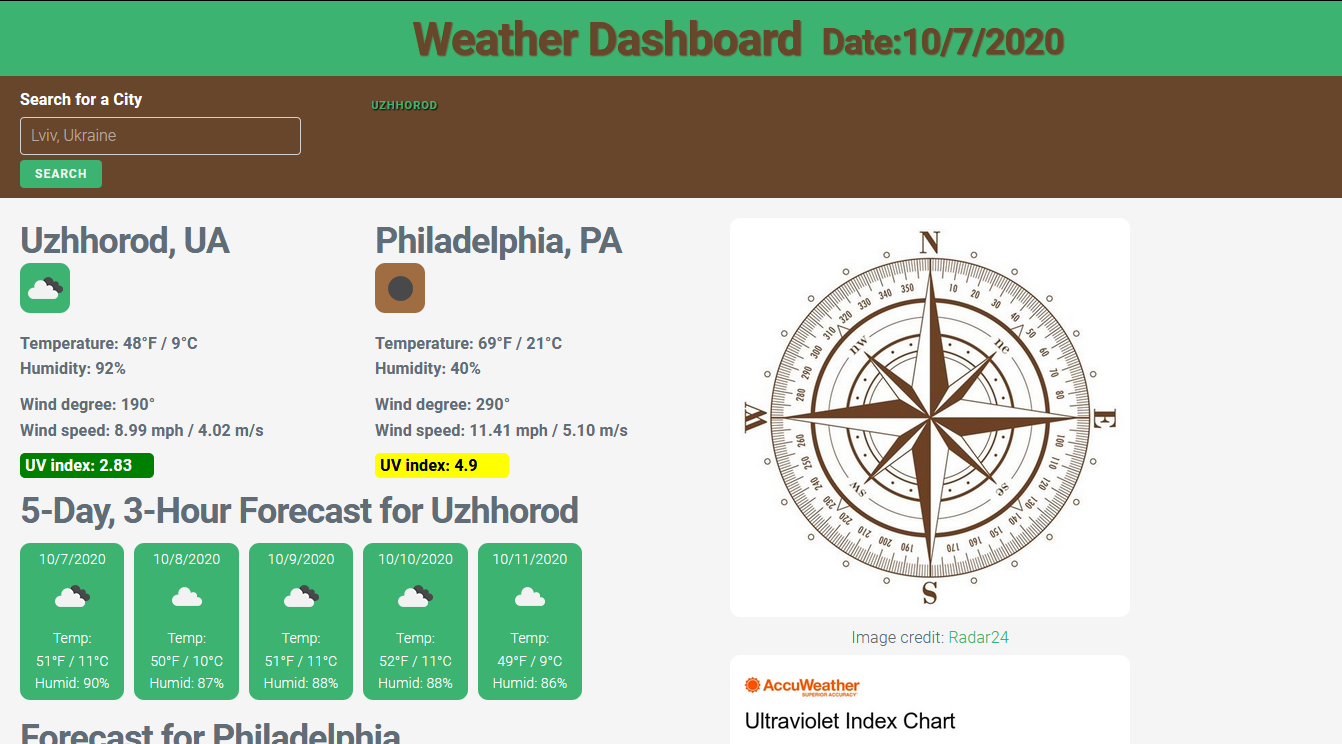 Weather Dashboard Date:10/7/2020
Search for a City
UZHHOROD
Lviv, Ukraine
SEARCH
Uzhhorod, UA
Temperature: 48°F / 9°C
Humidity: 92%
Wind degree: 190°
Wind speed: 8.99 mph / 4.02 m/s
UV index: 2.83
Philadelphia, PA
Temperature: 69°F / 21°C
Humidity: 40%
Wind degree: 290°
Wind speed: 11.41 mph / 5.10 m/s
UV index: 4.9
5-Day, 3-Hour Forecast for Uzhhorod
10/7/2020
Temp:
51°F / 11°C
Humid: 90%
10/8/2020
Temp:
50°F / 10°C
Humid: 87%
10/9/2020
Temp:
51°F / 11°C
Humid: 88%
10/10/2020
Temp:
52°F / 11°C
Humid: 88%
10/11/2020
Temp:
49°F / 9°C
Humid: 86%
Forecast for Philadelphia
N
10
20
30
40
50
60
70
80
E
100
110
120
130
140
150
160
170
S
190
200
210
220
230
240
250
260
W
280
290
300
310
320
330
340
350
nw
ne
sw
se
Image credit: Radar24
AccuWeather
SUPERIOR ACCURACY
Ultraviolet Index Chart